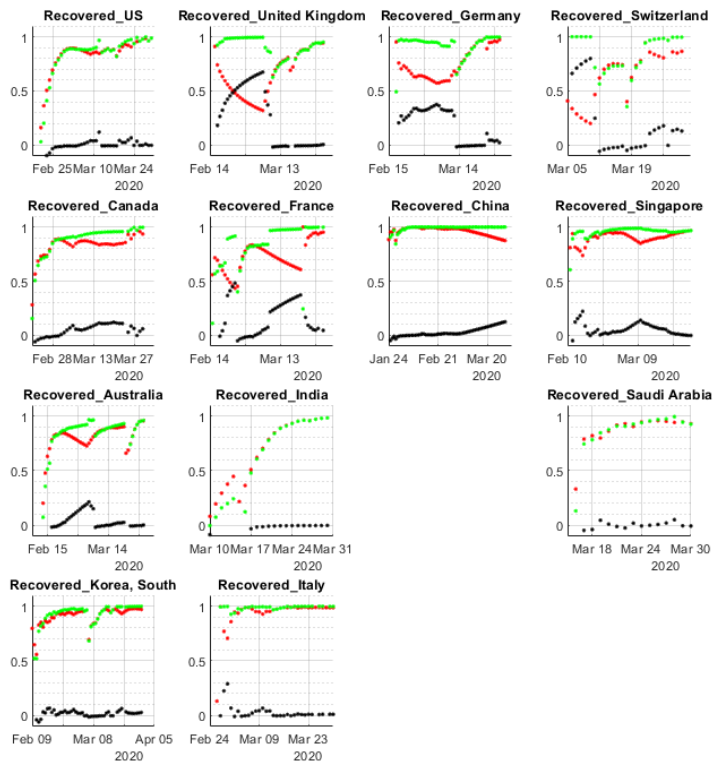 Recovered_US
1
0.5
0
Feb 25 Mar 10 Mar 24
2020
Recovered_United Kingdom
1
0.5
0
Feb 14 Mar 13
2020
Recovered_Germany
1
0.5
0
Feb 15 Mar 14
2020
Recovered_Switzerland
1
0.5
0
Mar 05 Mar 19
2020
Recovered_Canada
1
0.5
0
Feb 28 Mar 13 Mar 27
2020
Recovered_France
1
0.5
0
Feb 14 Mar 13
2020
Recovered_China
1
0.5
0
Jan 24 Feb 21 Mar 20
2020
Recovered_Singapore
1
0.5
0
Feb 10 Mar 09
2020
Recovered_Australia
1
0.5
0
Feb 15 Mar 14
2020
Recovered_India
1
0.5
0
Mar 10 Mar 17 Mar 24 Mar 31
2020
Recovered_Saudi Arabia
1
0.5
0
Mar 18 Mar 24 Mar 30
2020
Recovered_Korea, South
1
0.5
0
Feb 09 Mar 08 Apr 05
2020
Recovered_Italy
1
0.5
0
Feb 24 Mar 09 Mar 23
2020